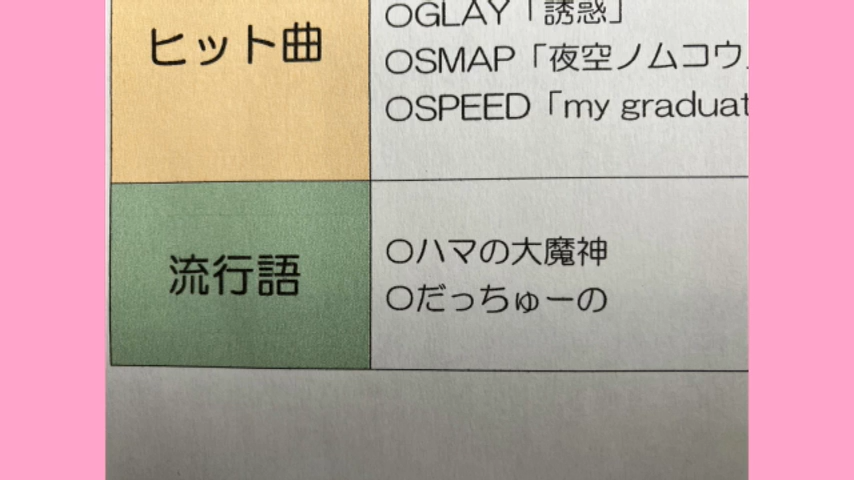 ヒット曲
○GLAY「誘惑」
○SMAP「夜空ノムコウ
○SPEED「my graduat
流行語
○ハマの大魔神
○だっちゅーの